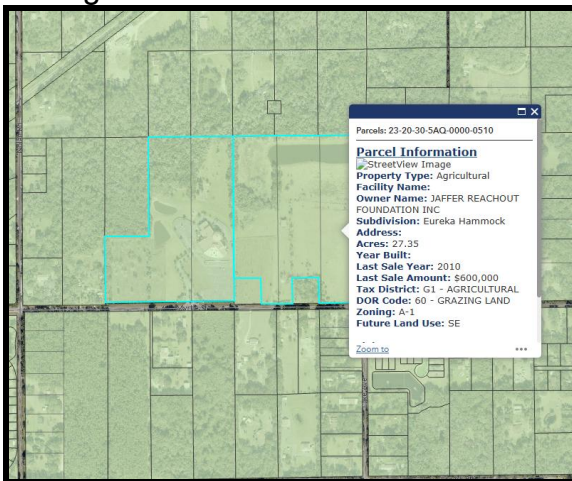 Parcels: 23-20-30-5AQ-0000-0510
Parcel Information
StreetView Image
Property Type: Agricultural
Facility Name:
Owner Name: JAFFER REACHOUT
FOUNDATION INC
Subdivision: Eureka Hammock
Address:
Acres: 27.35
Year Built:
Last Sale Year: 2010
Last Sale Amount: $600,000
Tax District: G1 - AGRICULTURAL
DOR Code: 60 - GRAZING LAND
Zoning: A-1
Future Land Use: SE
Zoom to